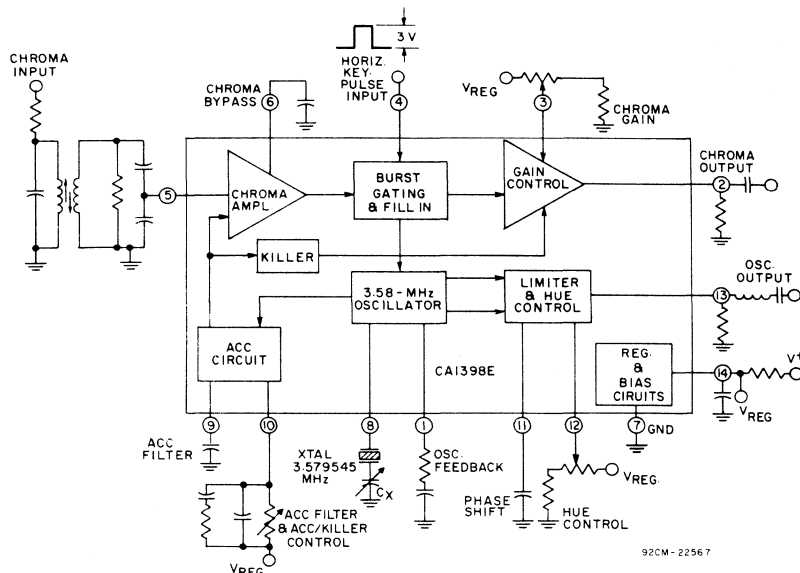 3 V
CHROMA
INPUT
HORIZ.
KEY-
PULSE
INPUT
CHROMA
BYPASS
6
4
VREG
3
CHROMA
GAIN
5
CHROMA
AMPL
BURST
GATING
& FILL IN
GAIN
CONTROL
CHROMA
OUTPUT
2
KILLER
3.58-MHz
OSCILLATOR
LIMITER
& HUE
CONTROL
OSC.
OUTPUT
13
ACC
CIRCUIT
CA1398E
REG.
&
BIAS
CIRUITS
14
V+
VREG
9
10
8
1
11
12
7
GND
ACC
FILTER
XTAL
3.579545
MHz
CX
OSC.
FEEDBACK
PHASE
SHIFT
VREG.
HUE
CONTROL
ACC FILTER
& ACC/KILLER
CONTROL
VREG
92CM-22567